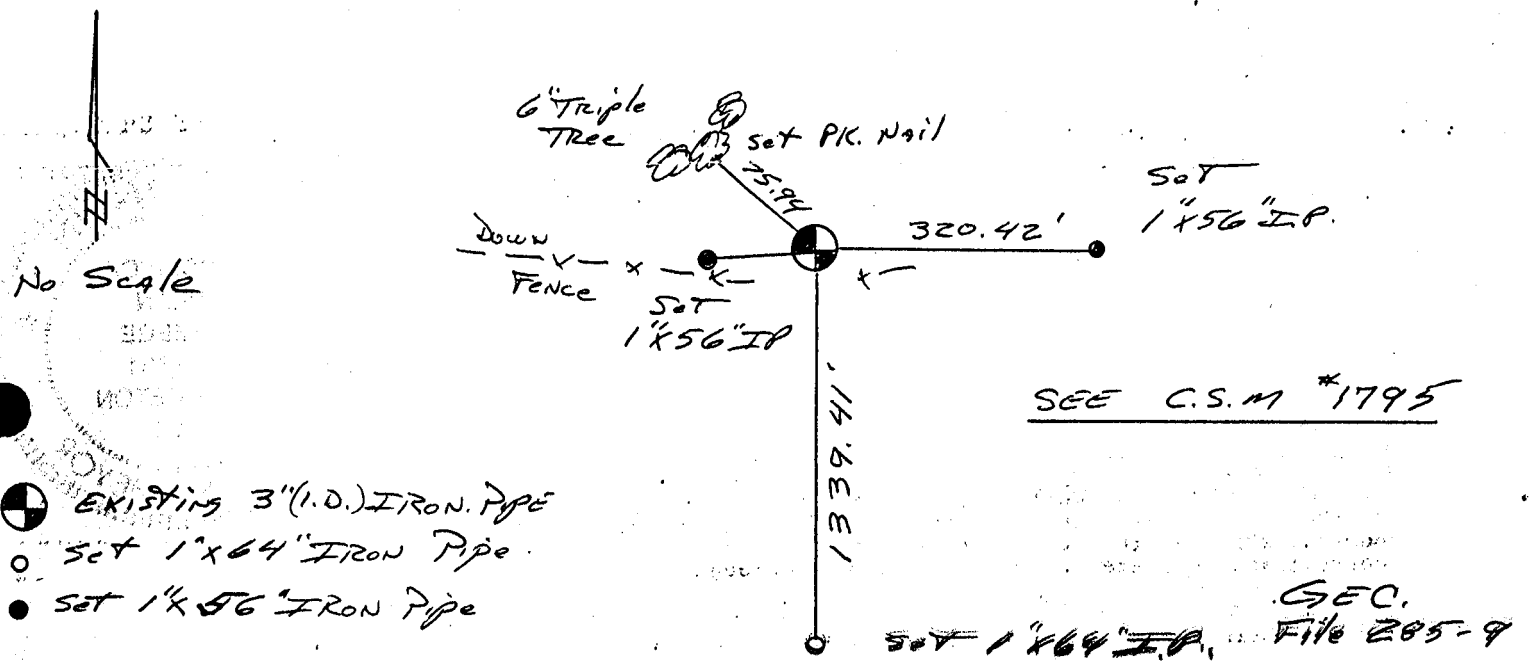 6" Triple
Tree
set PK. Nail
75.94
Set
1"x56" I.P.
320.42'
Down
Fence
No Scale
Set
1"x56" IP
1339.41'
SEE C.S.M #1795
Existing 3"(I.D.) Iron Pipe
Set 1"x64" Iron Pipe
Set 1"x56" Iron Pipe
GEC.
Set 1"x64" I.P.
File 285-9